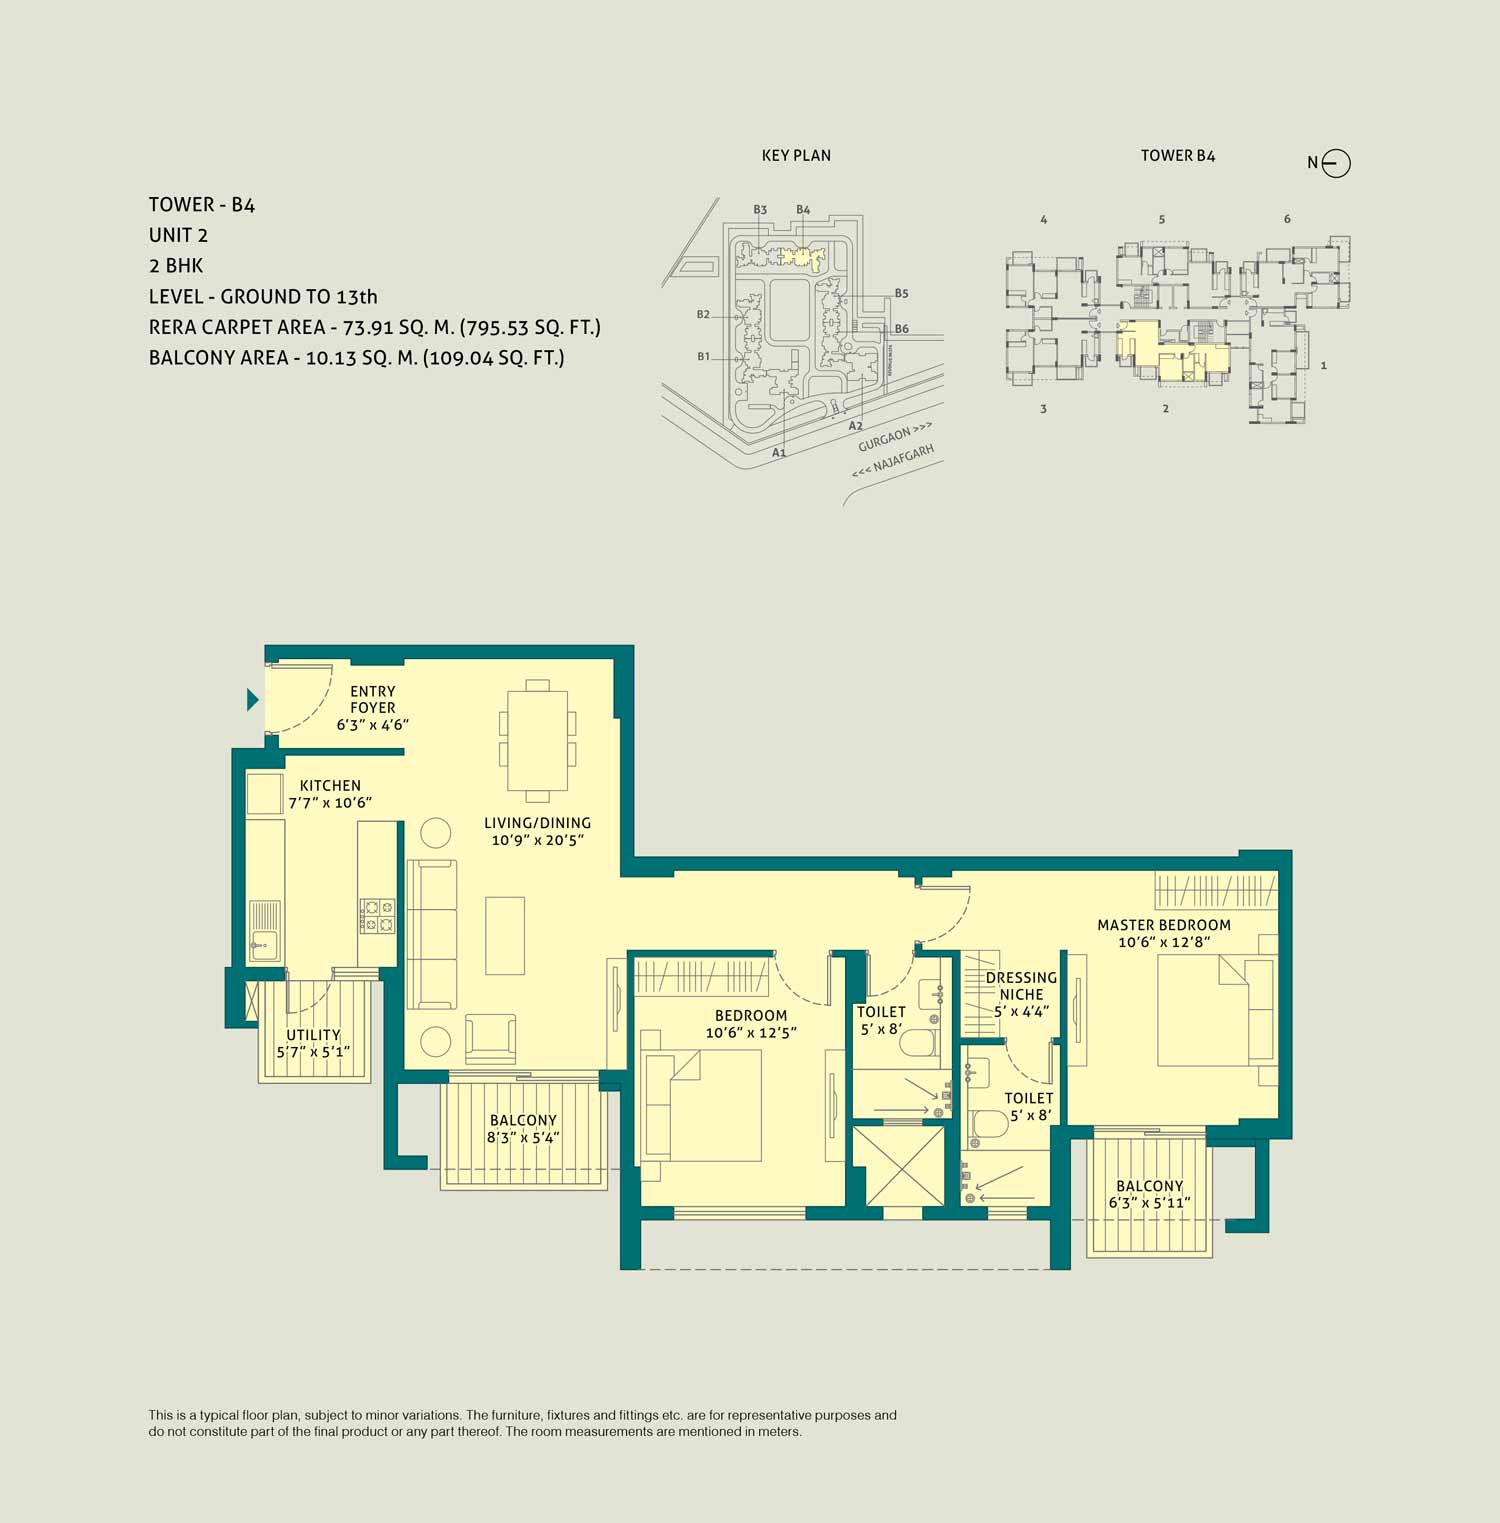 KEY PLAN
TOWER B4
N
TOWER - B4
UNIT 2
2 BHK
LEVEL - GROUND TO 13th
RERA CARPET AREA - 73.91 SQ. M. (795.53 SQ. FT.)
BALCONY AREA - 10.13 SQ. M. (109.04 SQ. FT.)
B3
B4
B5
B2
B6
B1
A2
A1
GURGAON >>>
<<< NAJAFGARH
4
5
6
1
3
2
ENTRY
FOYER
6'3" x 4'6"
KITCHEN
7'7" x 10'6"
LIVING/DINING
10'9" x 20'5"
MASTER BEDROOM
10'6" x 12'8"
DRESSING
NICHE
5' x 4'4"
BEDROOM
10'6" x 12'5"
TOILET
5' x 8'
UTILITY
5'7" x 5'1"
TOILET
5' x 8'
BALCONY
8'3" x 5'4"
BALCONY
6'3" x 5'11"
This is a typical floor plan, subject to minor variations. The furniture, fixtures and fittings etc. are for representative purposes and
do not constitute part of the final product or any part thereof. The room measurements are mentioned in meters.